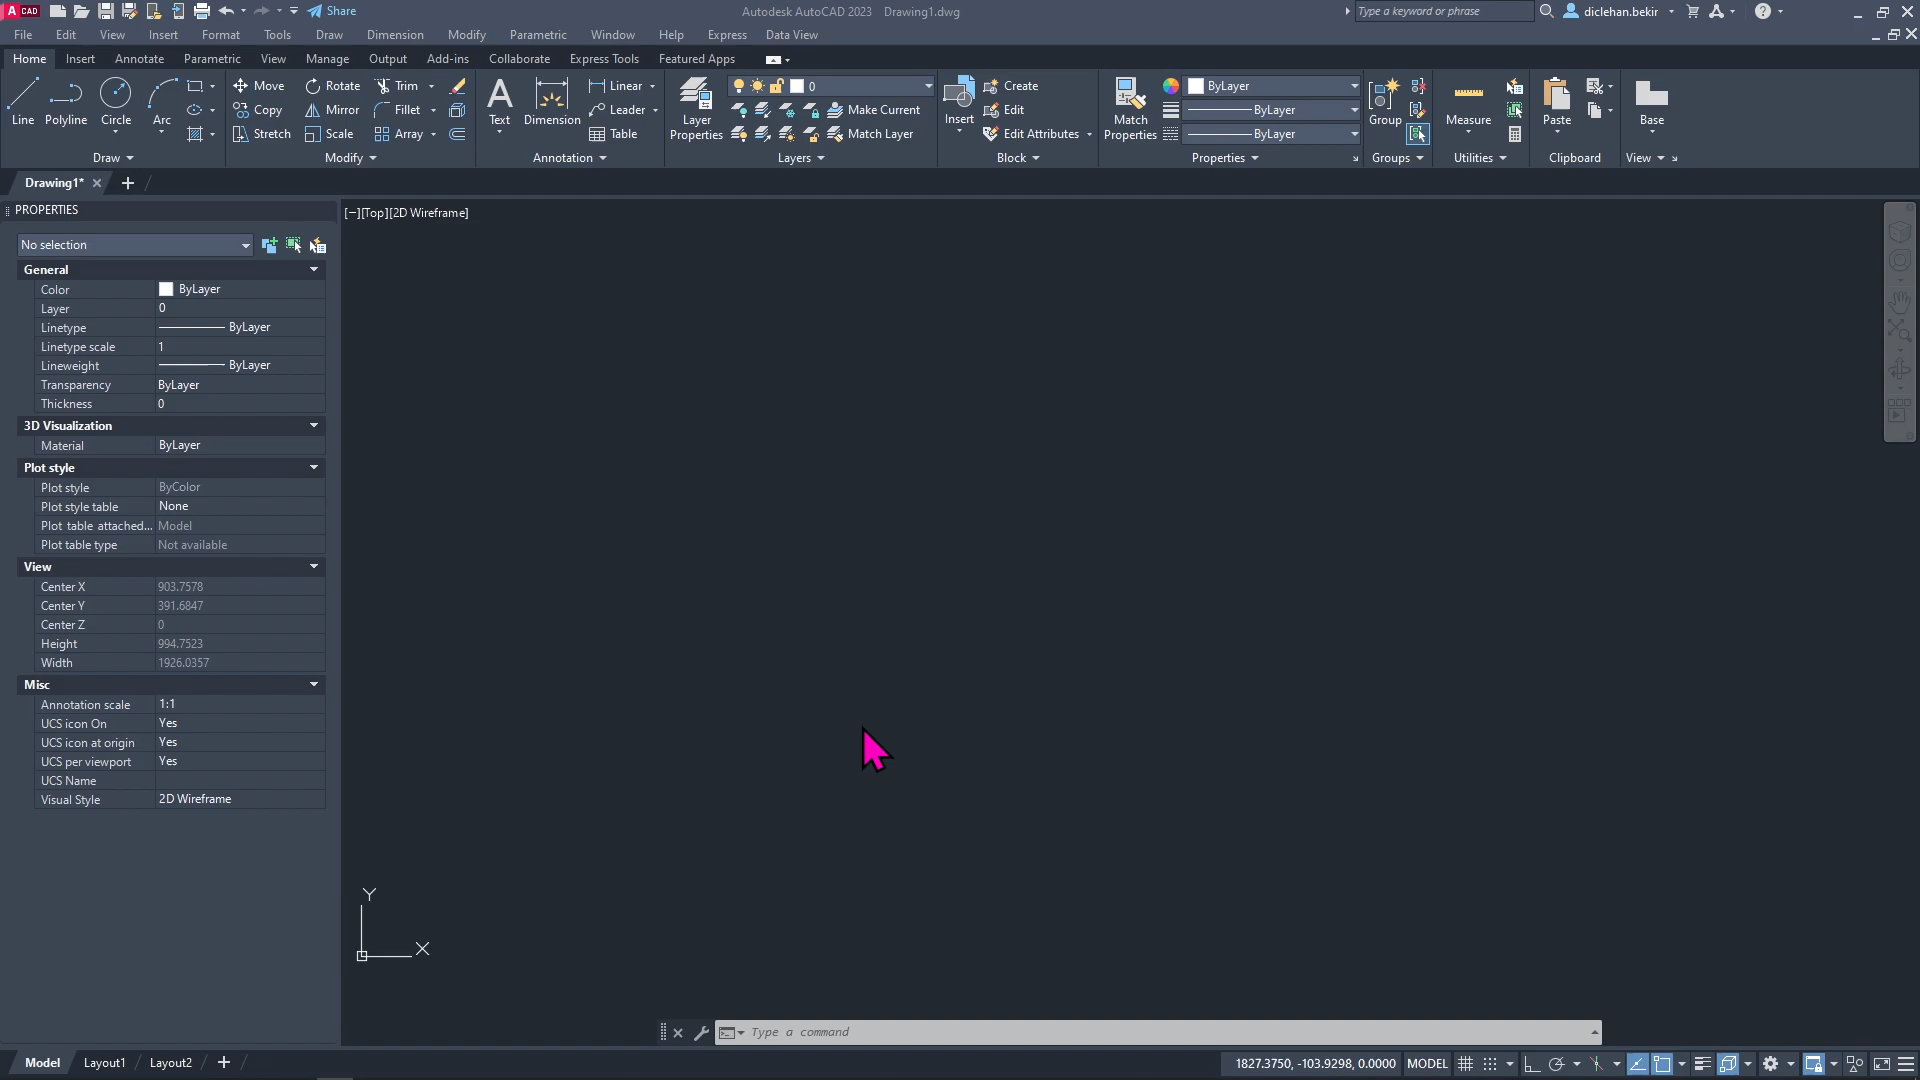 A CAD Share Autodesk AutoCAD 2023 Drawing1.dwg Type a keyword or phrase diclehan.bekir
File Edit View Insert Format Tools Draw Dimension Modify Parametric Window Help Express Data View
Home Insert Annotate Parametric View Manage Output Add-ins Collaborate Express Tools Featured Apps
Move Rotate Trim Linear 0 Create ByLayer
Line Polyline Circle Arc Copy Mirror Fillet Text Dimension Leader Layer Properties Make Current Insert Edit Match Properties ByLayer Group Measure Paste Base
Stretch Scale Array Table Match Layer Edit Attributes ByLayer
Draw Modify Annotation Layers Block Properties Groups Utilities Clipboard View
Drawing1*
PROPERTIES
[−][Top][2D Wireframe]
No selection
General
Color ByLayer
Layer 0
Linetype ByLayer
Linetype scale 1
Lineweight ByLayer
Transparency ByLayer
Thickness 0
3D Visualization
Material ByLayer
Plot style
Plot style ByColor
Plot style table None
Plot table attached... Model
Plot table type Not available
View
Center X 903.7578
Center Y 391.6847
Center Z 0
Height 994.7523
Width 1926.0357
Misc
Annotation scale 1:1
UCS icon On Yes
UCS icon at origin Yes
UCS per viewport Yes
UCS Name
Visual Style 2D Wireframe
Y
X
Type a command
Model Layout1 Layout2 + 1827.3750, -103.9298, 0.0000 MODEL